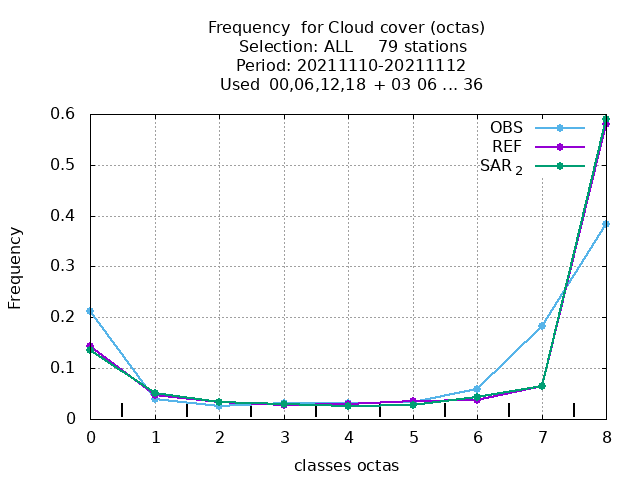 Frequency  for Cloud cover (octas)
Selection: ALL     79 stations
Period: 20211110-20211112
Used  00,06,12,18  + 03 06 ... 36
OBS
REF
SAR 2
0.6
0.5
0.4
0.3
0.2
0.1
0
Frequency
0 1 2 3 4 5 6 7 8
classes octas